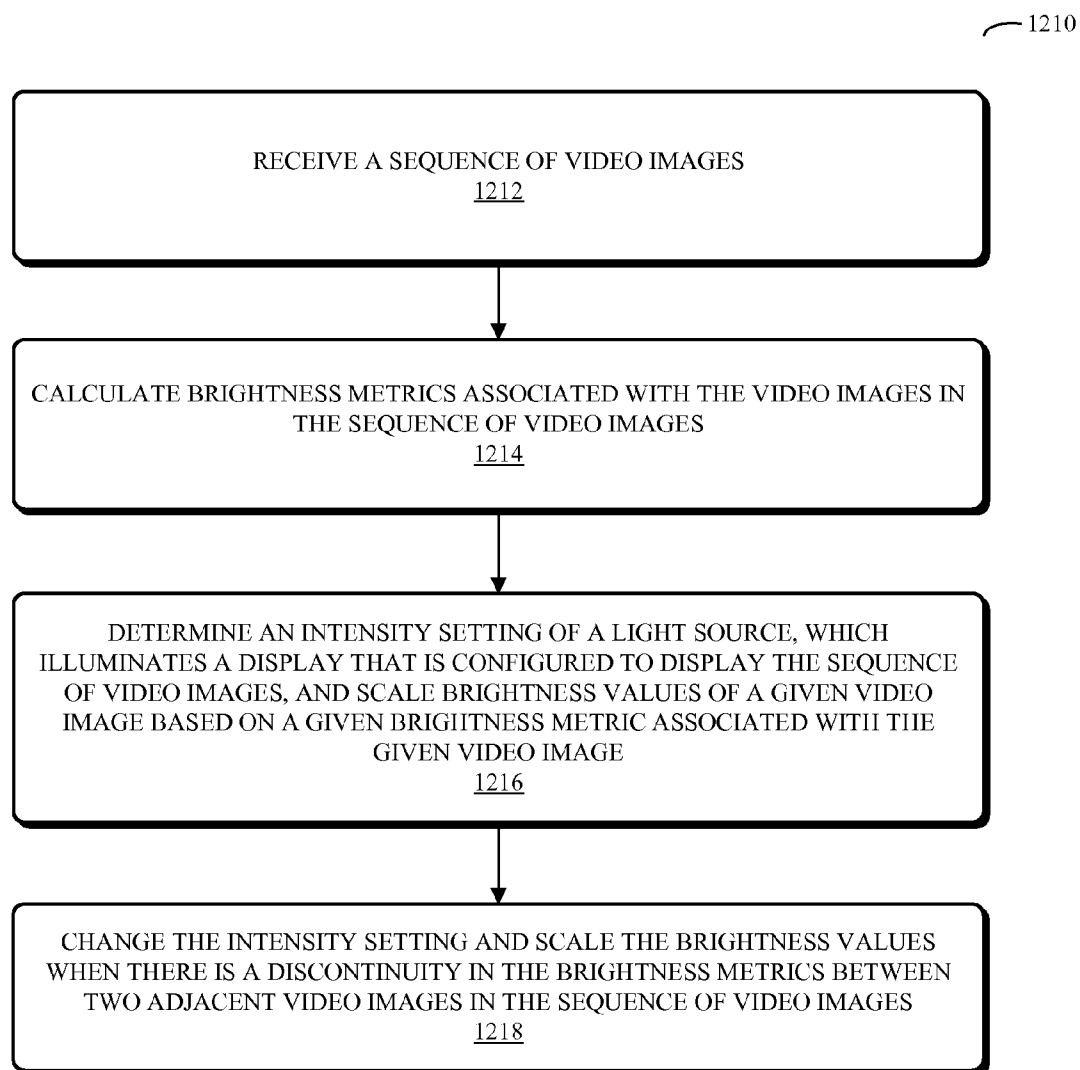 1210
RECEIVE A SEQUENCE OF VIDEO IMAGES
1212
CALCULATE BRIGHTNESS METRICS ASSOCIATED WITH THE VIDEO IMAGES IN
THE SEQUENCE OF VIDEO IMAGES
1214
DETERMINE AN INTENSITY SETTING OF A LIGHT SOURCE, WHICH
ILLUMINATES A DISPLAY THAT IS CONFIGURED TO DISPLAY THE SEQUENCE
OF VIDEO IMAGES, AND SCALE BRIGHTNESS VALUES OF A GIVEN VIDEO
IMAGE BASED ON A GIVEN BRIGHTNESS METRIC ASSOCIATED WITH THE
GIVEN VIDEO IMAGE
1216
CHANGE THE INTENSITY SETTING AND SCALE THE BRIGHTNESS VALUES
WHEN THERE IS A DISCONTINUITY IN THE BRIGHTNESS METRICS BETWEEN
TWO ADJACENT VIDEO IMAGES IN THE SEQUENCE OF VIDEO IMAGES
1218